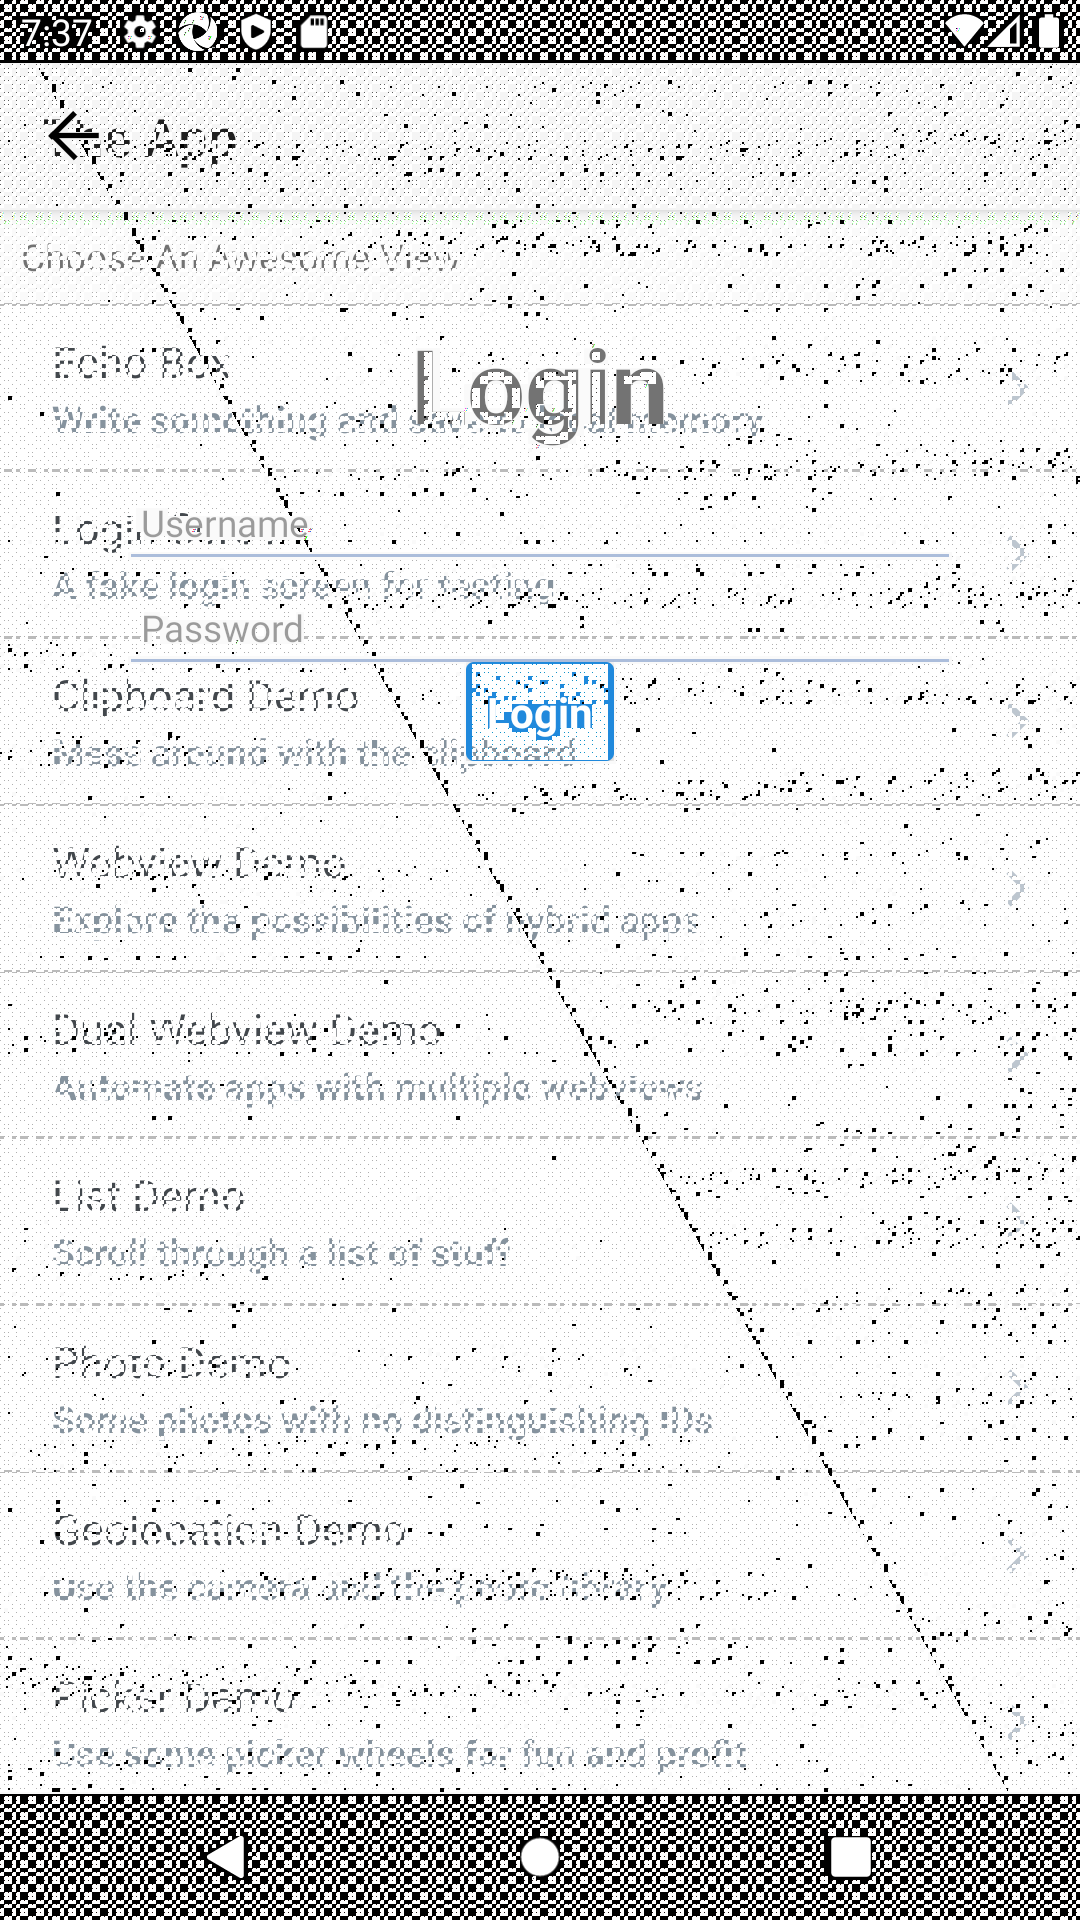 7:37
The App
Choose An Awesome View
Echo Box
Login
Write something and save to local memory
Username
A fake login screen for testing
Password
Clipboard Demo
Login
Mess around with the clipboard
Webview Demo
Explore the possibilities of hybrid apps
Dual Webview Demo
Automate apps with multiple webviews
List Demo
Scroll through a list of stuff
Photo Demo
Some photos with no distinguishing IDs
Geolocation Demo
Use the camera and the photo library
Picker Demo
Use some picker wheels for fun and profit